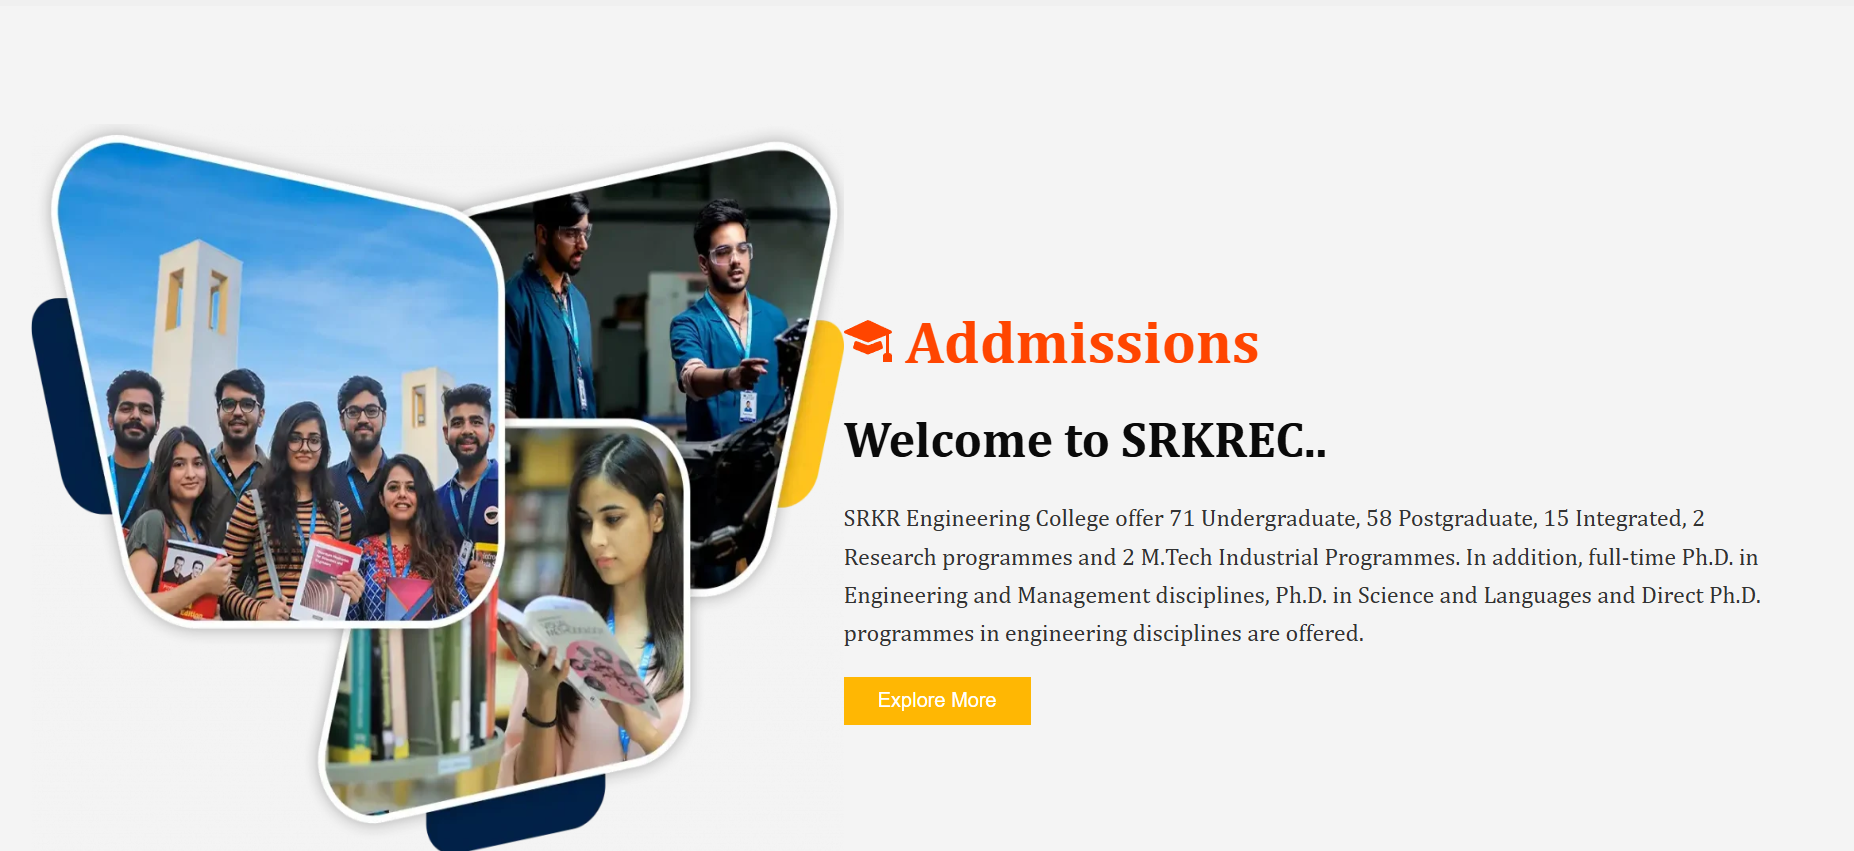 Addmissions
Welcome to SRKREC..
SRKR Engineering College offer 71 Undergraduate, 58 Postgraduate, 15 Integrated, 2
Research programmes and 2 M.Tech Industrial Programmes. In addition, full-time Ph.D. in
Engineering and Management disciplines, Ph.D. in Science and Languages and Direct Ph.D.
programmes in engineering disciplines are offered.
Explore More